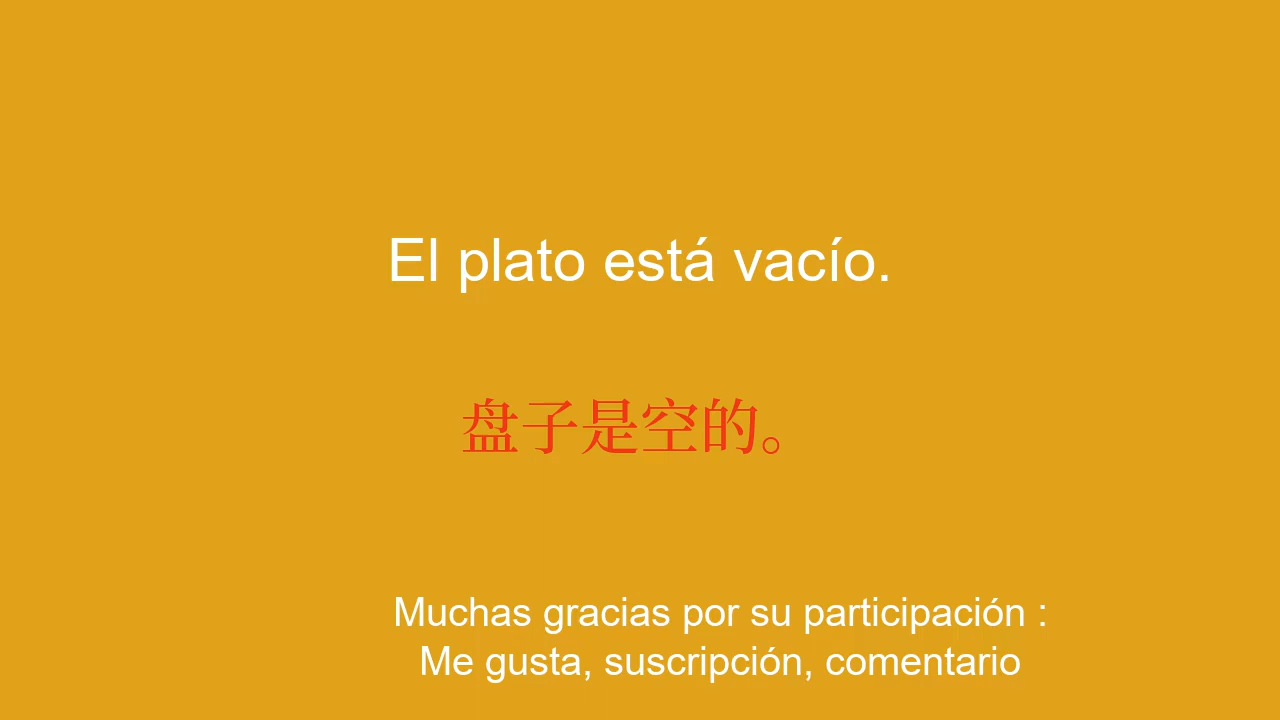 El plato está vacío.
盘子是空的。
Muchas gracias por su participación :
Me gusta, suscripción, comentario